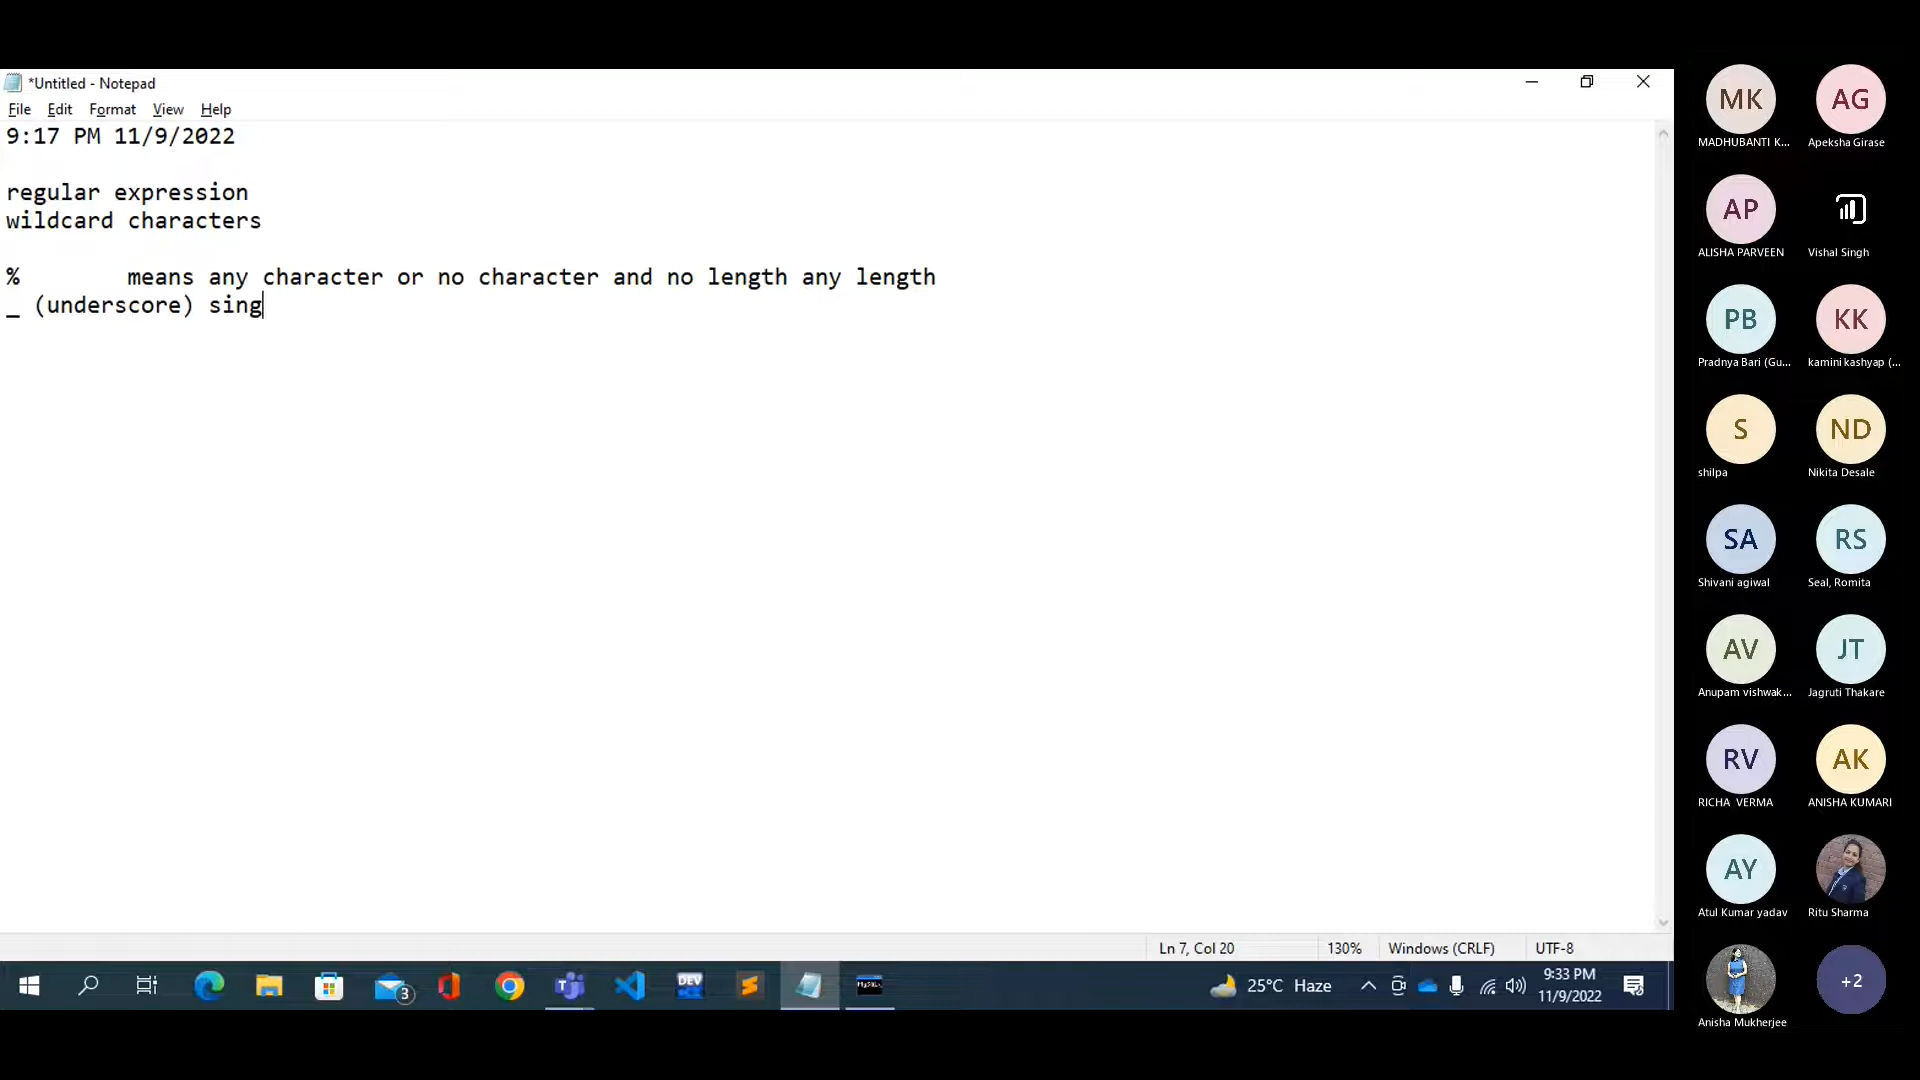 *Untitled - Notepad
File Edit Format View Help
9:17 PM 11/9/2022
regular expression
wildcard characters
% means any character or no character and no length any length
_ (underscore) sing
Ln 7, Col 20 130% Windows (CRLF) UTF-8
DEV
MySQL
3
25°C Haze
9:33 PM
11/9/2022
MK AG
MADHUBANTI K... Apeksha Girase
AP
ALISHA PARVEEN Vishal Singh
PB KK
Pradnya Bari (Gu... kamini kashyap (...
S ND
shilpa Nikita Desale
SA RS
Shivani agiwal Seal, Romita
AV JT
Anupam vishwak... Jagruti Thakare
RV AK
RICHA VERMA ANISHA KUMARI
AY
Atul Kumar yadav Ritu Sharma
+2
Anisha Mukherjee